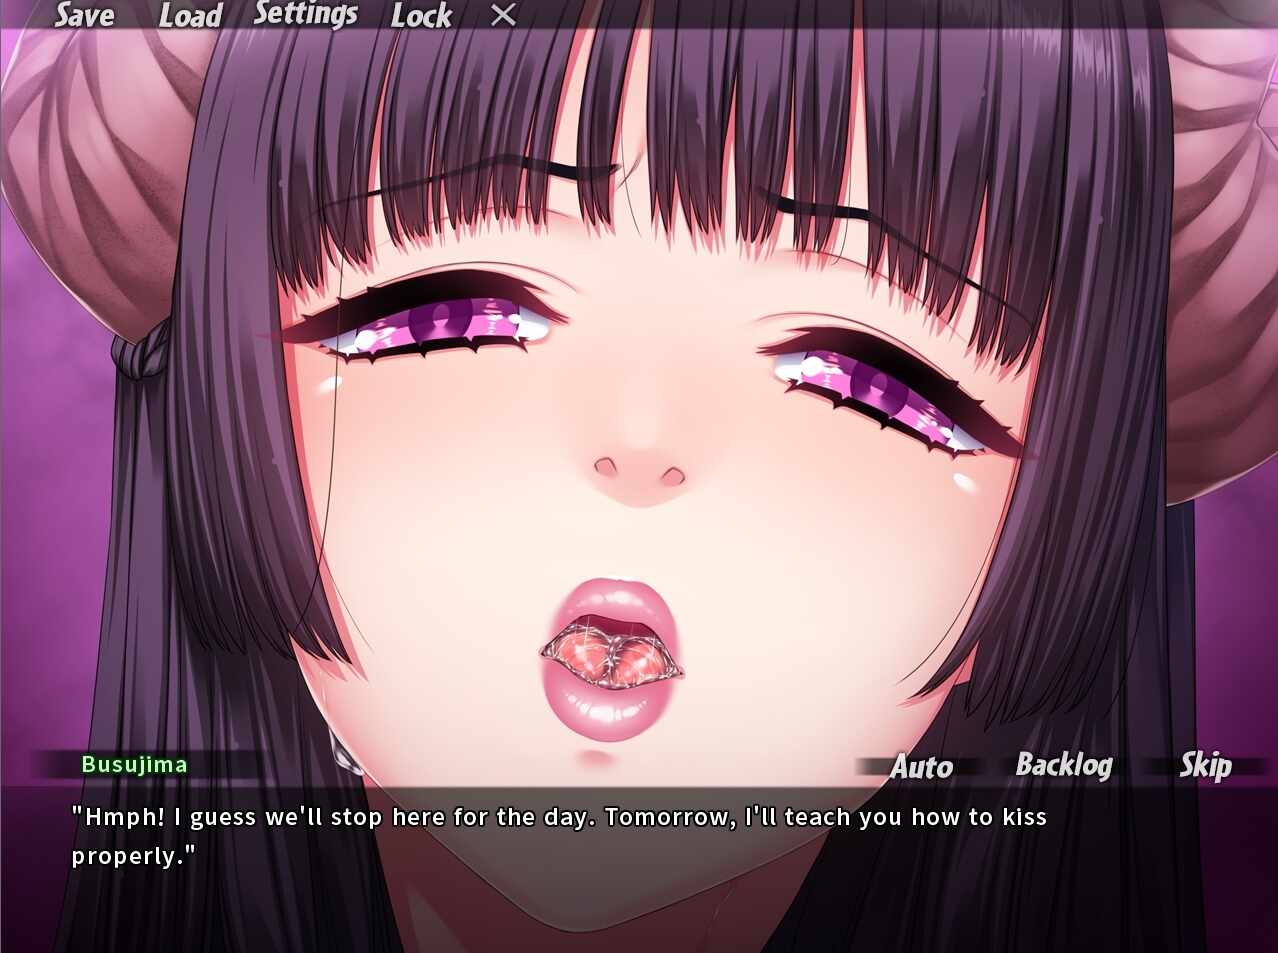 Save Load Settings Lock ×
Busujima
Auto Backlog Skip
"Hmph! I guess we'll stop here for the day. Tomorrow, I'll teach you how to kiss
properly."